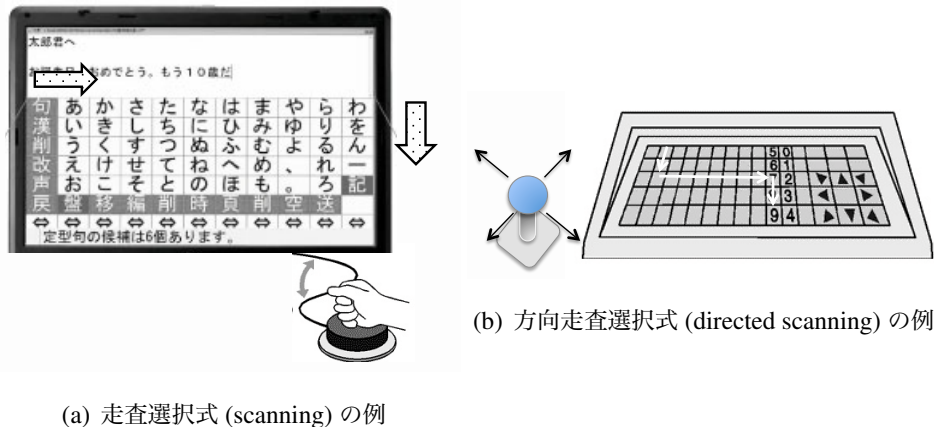 太郎君へ
お誕生日、おめでとう。もう10歳だ
句 あ か さ た な は ま や ら わ
漢 い き し ち に ひ み ゆ り を
削 う く す つ ぬ ふ む よ る ん
改 え け せ て ね へ め 、 れ ー
声 お こ そ と の ほ も 。 ろ 記
戻 盤 移 編 削 時 頁 削 空 送
⇔ ⇔ ⇔ ⇔ ⇔ ⇔ ⇔ ⇔ ⇔ ⇔ ⇔
定型句の候補は6個あります。
(a) 走査選択式 (scanning) の例
5 0
6 1
7 2
3
9 4
(b) 方向走査選択式 (directed scanning) の例